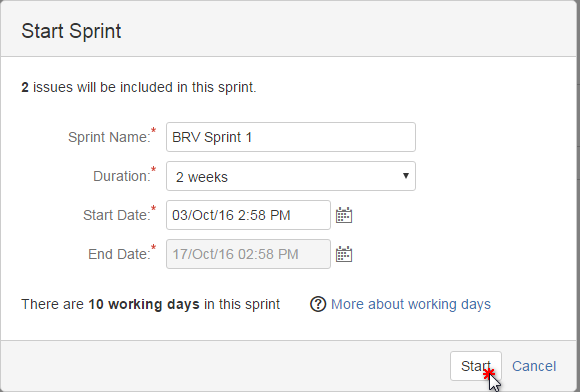 Start Sprint
2 issues will be included in this sprint.
Sprint Name:* BRV Sprint 1
Duration:* 2 weeks
Start Date:* 03/Oct/16 2:58 PM
End Date:* 17/Oct/16 02:58 PM
There are 10 working days in this sprint ? More about working days
Start Cancel